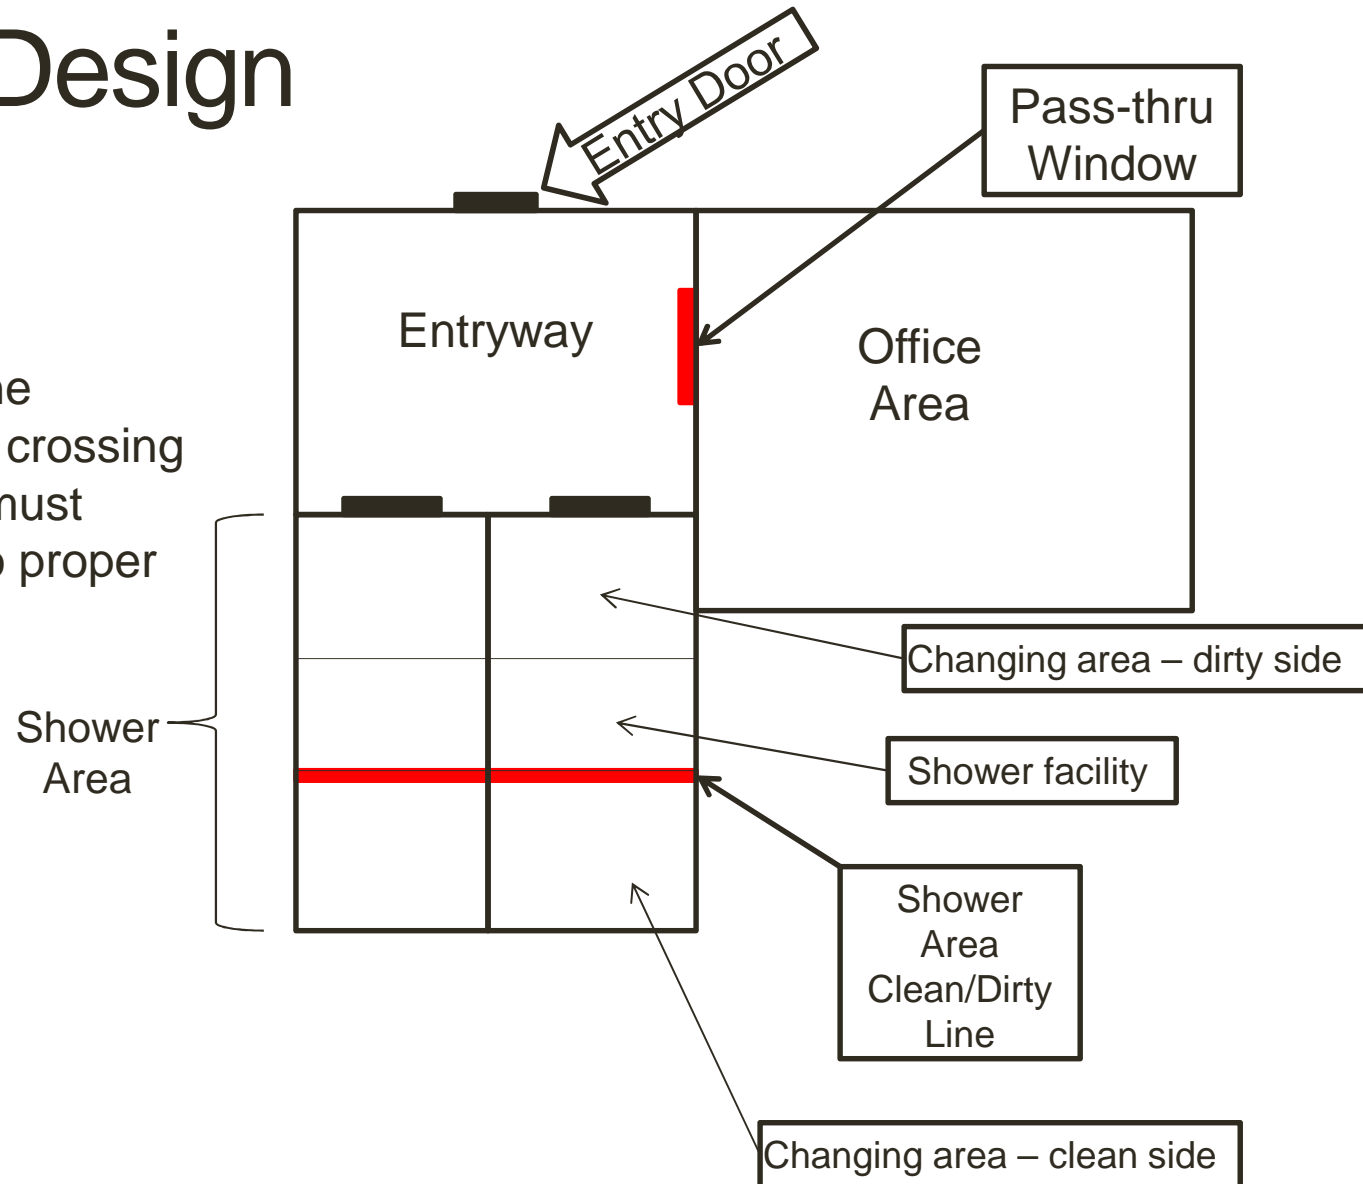 Design
Entry Door
Pass-thru
Window
Entryway
Office
Area
crossing
must
proper
Changing area – dirty side
Shower
Area
Shower facility
Shower
Area
Clean/Dirty
Line
Changing area – clean side